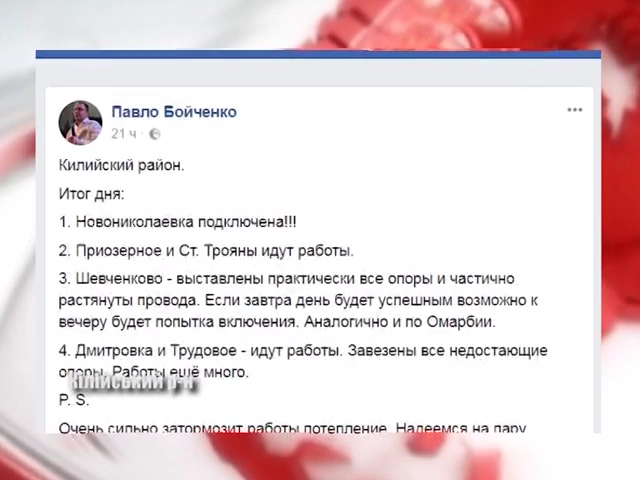 Павло Бойченко
21 ч
Килийский район.
Итог дня:
1. Новониколаевка подключена!!!
2. Приозерное и Ст. Трояны идут работы.
3. Шевченково - выставлены практически все опоры и частично
растянуты провода. Если завтра день будет успешным возможно к
вечеру будет попытка включения. Аналогично и по Омарбии.
4. Дмитровка и Трудовое - идут работы. Завезены все недостающие
опоры. Работы ешё много.
КІЛІЙСЬКИЙ Р-Н
P. S.
Очень сильно затормозит работы потепление. Надеемся на пару